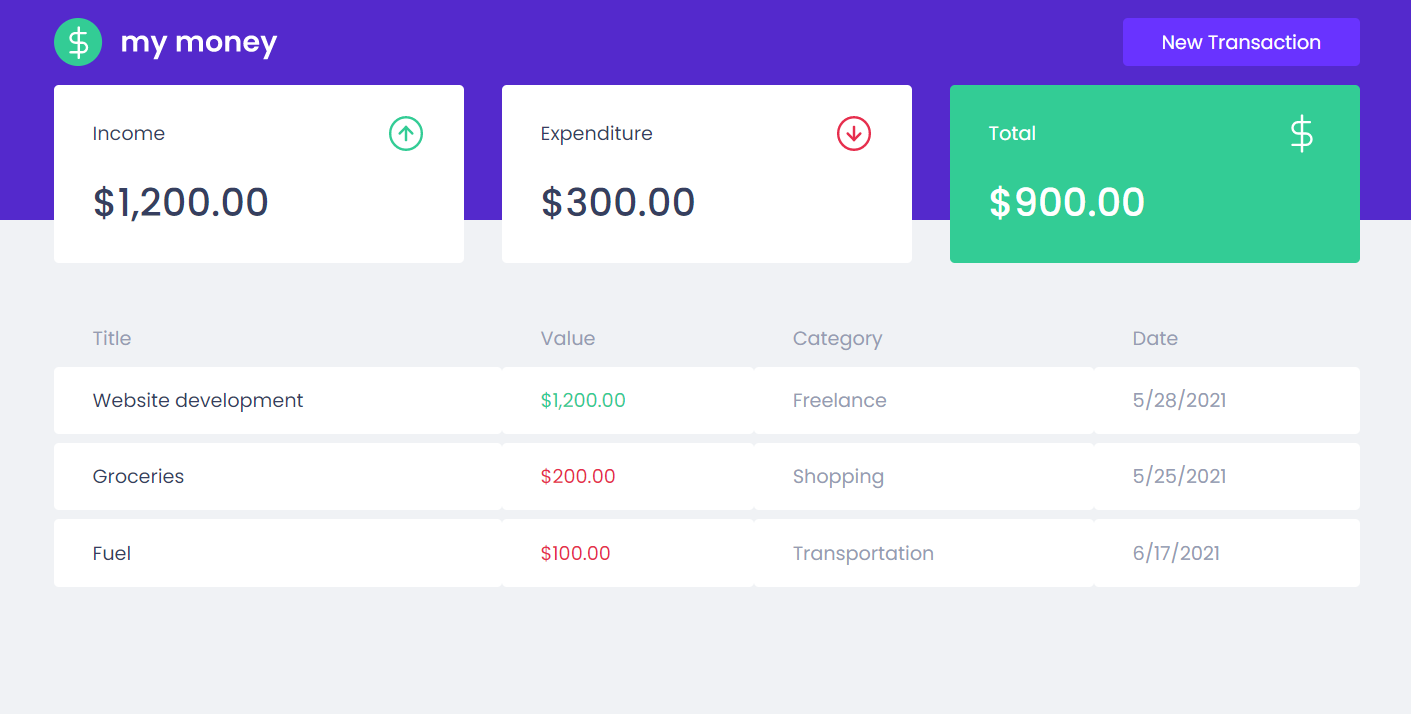 my money
New Transaction
Income
$1,200.00
Expenditure
$300.00
Total
$900.00
Title Value Category Date
Website development $1,200.00 Freelance 5/28/2021
Groceries $200.00 Shopping 5/25/2021
Fuel $100.00 Transportation 6/17/2021